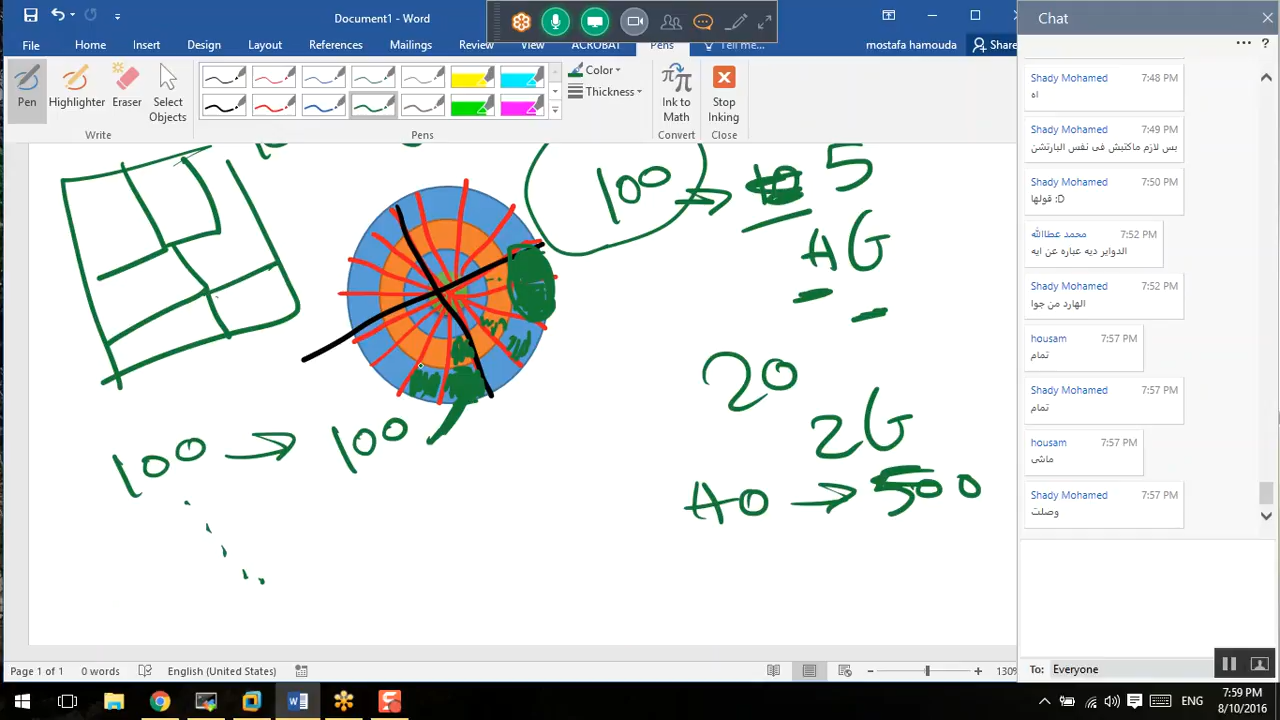 Document1 - Word
Chat
File Home Insert Design Layout References Mailings Review View ACROBAT Pens Tell me... mostafa hamouda Share
Pen Highlighter Eraser Select Objects
Color
Thickness
Ink to Math
Stop Inking
Write Pens Convert Close
100 → 5
4G
20
2G
40 → 500
100 → 100
Shady Mohamed 7:48 PM
اه
Shady Mohamed 7:49 PM
بس لازم ماكتبش فى نفس البارتشن
Shady Mohamed 7:50 PM
قولها :D
محمد عطاالله 7:52 PM
الدواير ديه عباره عن ايه
Shady Mohamed 7:52 PM
الهارد من جوا
housam 7:57 PM
تمام
Shady Mohamed 7:57 PM
تمام
housam 7:57 PM
ماشى
Shady Mohamed 7:57 PM
وصلت
To: Everyone
Page 1 of 1 0 words English (United States) 130%
ENG 7:59 PM
8/10/2016